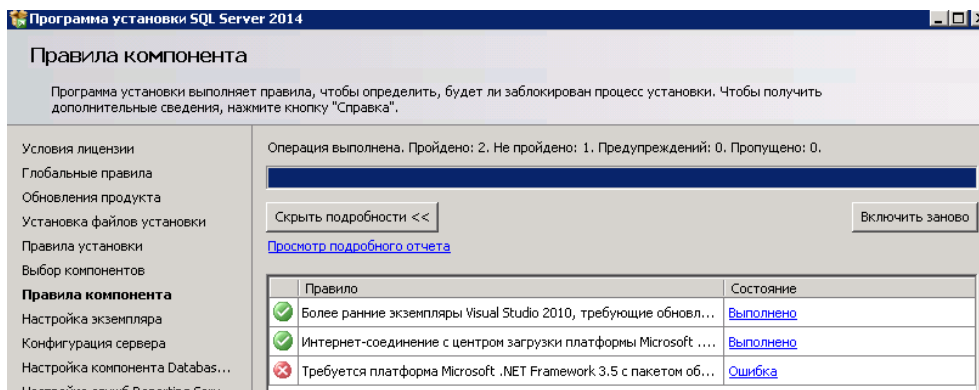 Программа установки SQL Server 2014
Правила компонента
Программа установки выполняет правила, чтобы определить, будет ли заблокирован процесс установки. Чтобы получить
дополнительные сведения, нажмите кнопку "Справка".
Условия лицензии
Глобальные правила
Обновления продукта
Установка файлов установки
Правила установки
Выбор компонентов
Правила компонента
Настройка экземпляра
Конфигурация сервера
Настройка компонента Databas...
Операция выполнена. Пройдено: 2. Не пройдено: 1. Предупреждений: 0. Пропущено: 0.
Скрыть подробности <<
Включить заново
Просмотр подробного отчета
Правило Состояние
Более ранние экземпляры Visual Studio 2010, требующие обновл... Выполнено
Интернет-соединение с центром загрузки платформы Microsoft .... Выполнено
Требуется платформа Microsoft .NET Framework 3.5 с пакетом об... Ошибка